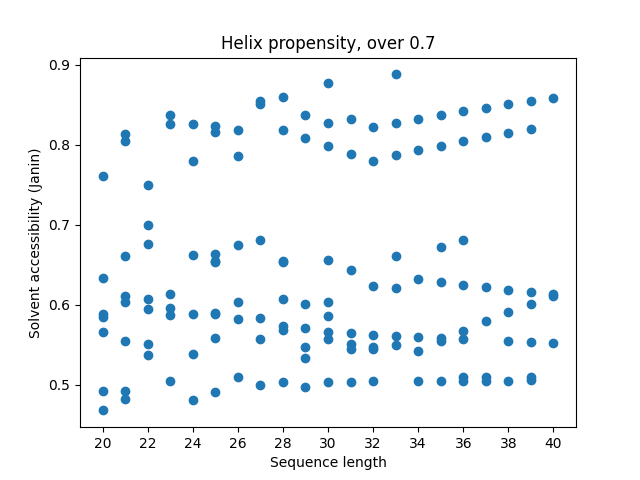 Helix propensity, over 0.7
0.9
0.8
0.7
0.6
0.5
Solvent accessibility (Janin)
20 22 24 26 28 30 32 34 36 38 40
Sequence length